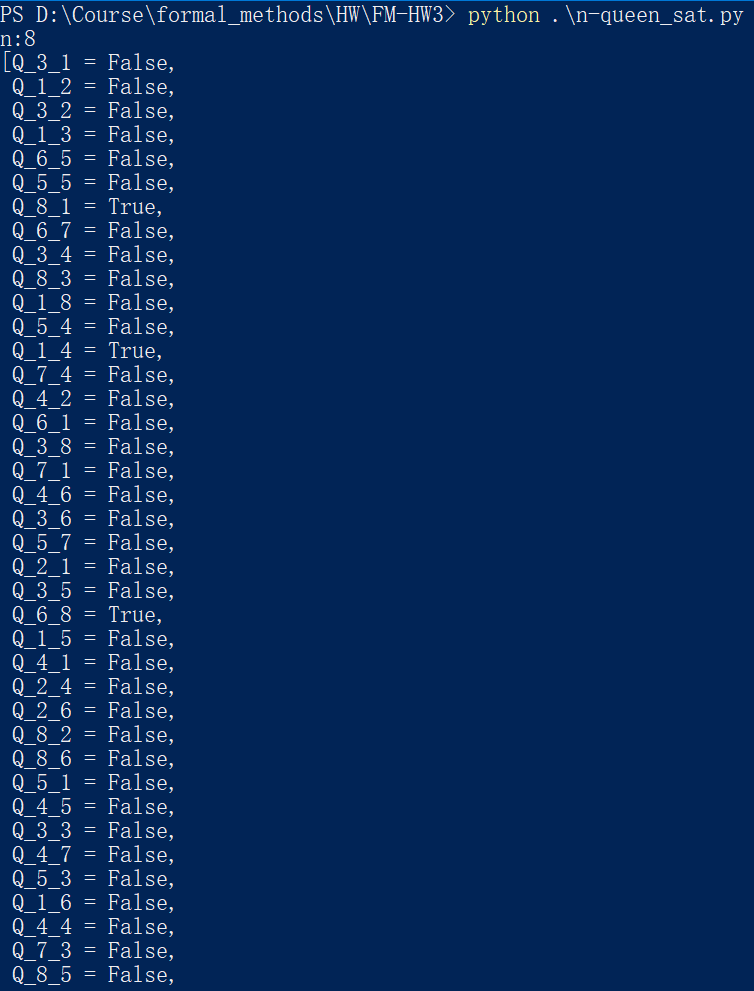 PS D:\Course\formal_methods\HW\FM-HW3> python .\n-queen_sat.py
n:8
[Q_3_1 = False,
 Q_1_2 = False,
 Q_3_2 = False,
 Q_1_3 = False,
 Q_6_5 = False,
 Q_5_5 = False,
 Q_8_1 = True,
 Q_6_7 = False,
 Q_3_4 = False,
 Q_8_3 = False,
 Q_1_8 = False,
 Q_5_4 = False,
 Q_1_4 = True,
 Q_7_4 = False,
 Q_4_2 = False,
 Q_6_1 = False,
 Q_3_8 = False,
 Q_7_1 = False,
 Q_4_6 = False,
 Q_3_6 = False,
 Q_5_7 = False,
 Q_2_1 = False,
 Q_3_5 = False,
 Q_6_8 = True,
 Q_1_5 = False,
 Q_4_1 = False,
 Q_2_4 = False,
 Q_2_6 = False,
 Q_8_2 = False,
 Q_8_6 = False,
 Q_5_1 = False,
 Q_4_5 = False,
 Q_3_3 = False,
 Q_4_7 = False,
 Q_5_3 = False,
 Q_1_6 = False,
 Q_4_4 = False,
 Q_7_3 = False,
 Q_8_5 = False,